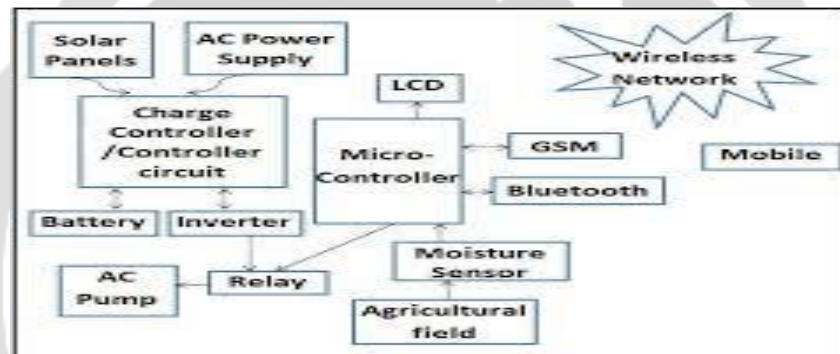 Solar
Panels
AC Power
Supply
Wireless
Network
LCD
Charge
Controller
/Controller
circuit
Micro-
Controller
GSM
Mobile
Bluetooth
Battery
Inverter
Moisture
Sensor
AC
Pump
Relay
Agricultural
field